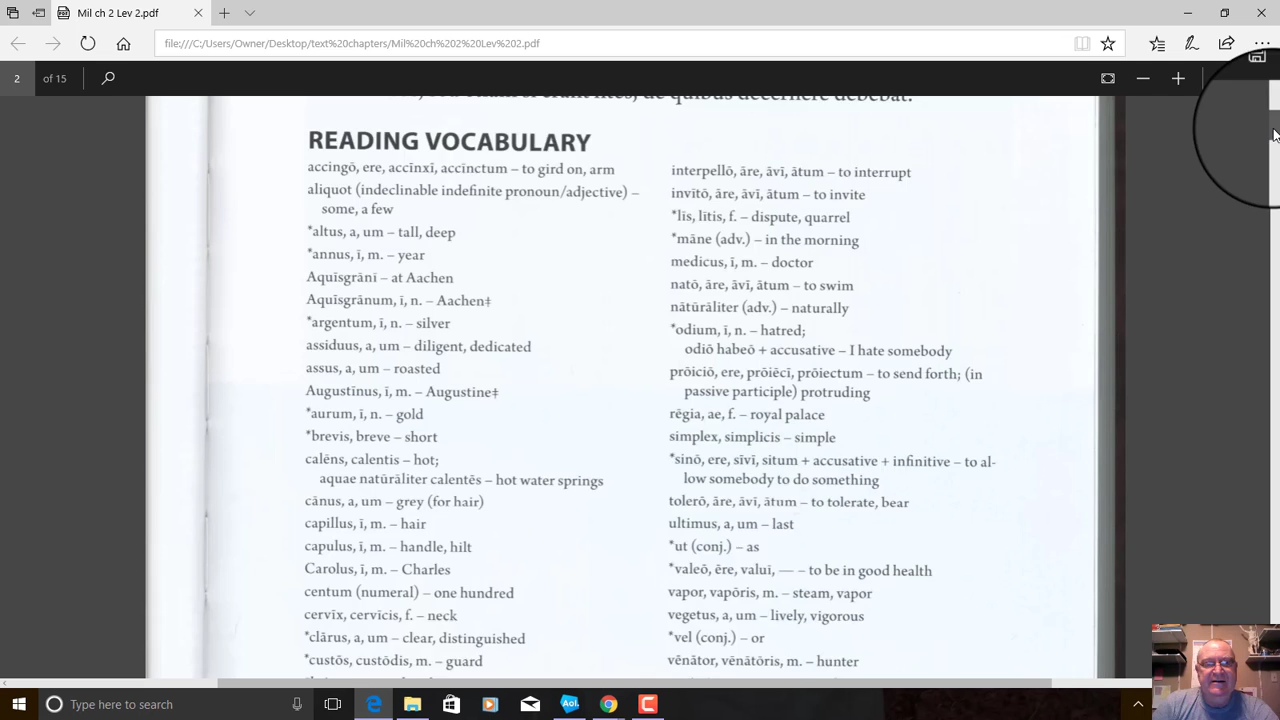 Mil ch 2 Lev 2.pdf
file:///C:/Users/Owner/Desktop/text%20chapters/Mil%20ch%202%20Lev%202.pdf
2 of 15
de quibus decernere debebat.
READING VOCABULARY
accingō, ere, accīnxī, accīnctum – to gird on, arm
aliquot (indeclinable indefinite pronoun/adjective) –
some, a few
*altus, a, um – tall, deep
*annus, ī, m. – year
Aquīsgrānī – at Aachen
Aquīsgrānum, ī, n. – Aachen‡
*argentum, ī, n. – silver
assiduus, a, um – diligent, dedicated
assus, a, um – roasted
Augustīnus, ī, m. – Augustine‡
*aurum, ī, n. – gold
*brevis, breve – short
calēns, calentis – hot;
aquae natūrāliter calentēs – hot water springs
cānus, a, um – grey (for hair)
capillus, ī, m. – hair
capulus, ī, m. – handle, hilt
Carolus, ī, m. – Charles
centum (numeral) – one hundred
cervīx, cervīcis, f. – neck
*clārus, a, um – clear, distinguished
*custōs, custōdis, m. – guard
interpellō, āre, āvī, ātum – to interrupt
invītō, āre, āvī, ātum – to invite
*līs, lītis, f. – dispute, quarrel
*māne (adv.) – in the morning
medicus, ī, m. – doctor
natō, āre, āvī, ātum – to swim
nātūrāliter (adv.) – naturally
*odium, ī, n. – hatred;
odiō habeō + accusative – I hate somebody
prōiciō, ere, prōiēcī, prōiectum – to send forth; (in
passive participle) protruding
rēgia, ae, f. – royal palace
simplex, simplicis – simple
*sinō, ere, sīvī, situm + accusative + infinitive – to al-
low somebody to do something
tolerō, āre, āvī, ātum – to tolerate, bear
ultimus, a, um – last
*ut (conj.) – as
*valeō, ēre, valuī, — – to be in good health
vapor, vapōris, m. – steam, vapor
vegetus, a, um – lively, vigorous
*vel (conj.) – or
vēnātor, vēnātōris, m. – hunter
Type here to search
Aol.